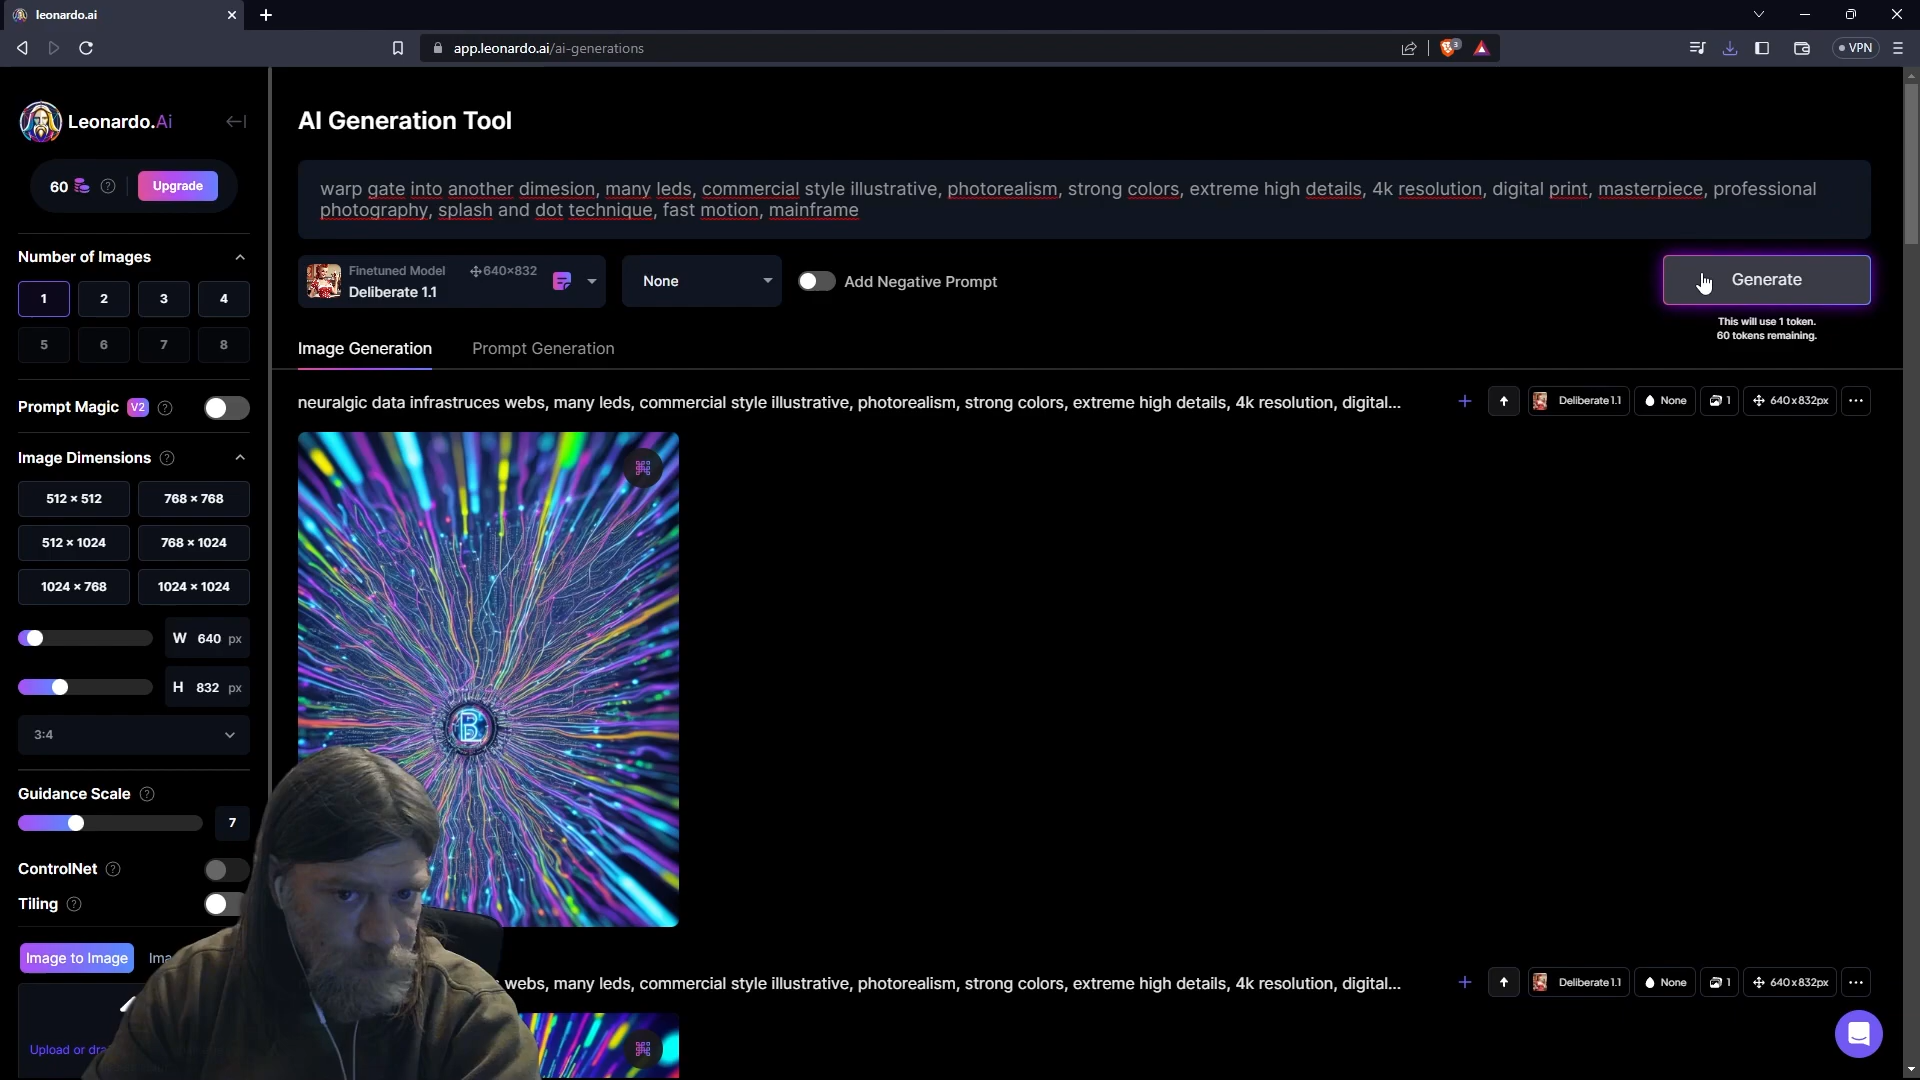 leonardo.ai
app.leonardo.ai/ai-generations
3
VPN
Leonardo.Ai
60
Upgrade
Number of Images
1 2 3 4
5 6 7 8
Prompt Magic V2
Image Dimensions
512 × 512 768 × 768
512 × 1024 768 × 1024
1024 × 768 1024 × 1024
W 640 px
H 832 px
3:4
Guidance Scale
7
ControlNet
Tiling
Image to Image
Upload or
AI Generation Tool
warp gate into another dimesion, many leds, commercial style illustrative, photorealism, strong colors, extreme high details, 4k resolution, digital print, masterpiece, professional
photography, splash and dot technique, fast motion, mainframe
Finetuned Model 640×832
Deliberate 1.1
None
Add Negative Prompt
Generate
This will use 1 token.
60 tokens remaining.
Image Generation Prompt Generation
neuralgic data infrastruces webs, many leds, commercial style illustrative, photorealism, strong colors, extreme high details, 4k resolution, digital...
Deliberate 1.1 None 1 640 x 832px
B
webs, many leds, commercial style illustrative, photorealism, strong colors, extreme high details, 4k resolution, digital...
Deliberate 1.1 None 1 640 x 832px